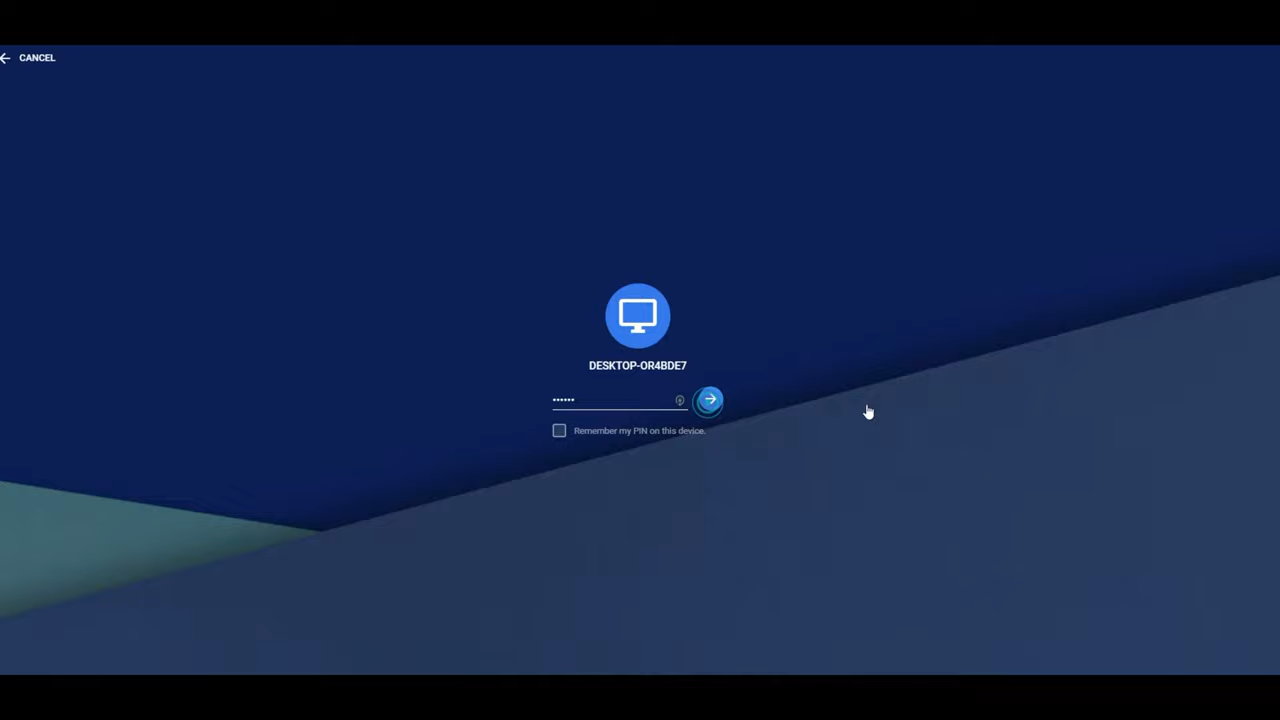 CANCEL
DESKTOP-OR4BDE7
••••••
Remember my PIN on this device.